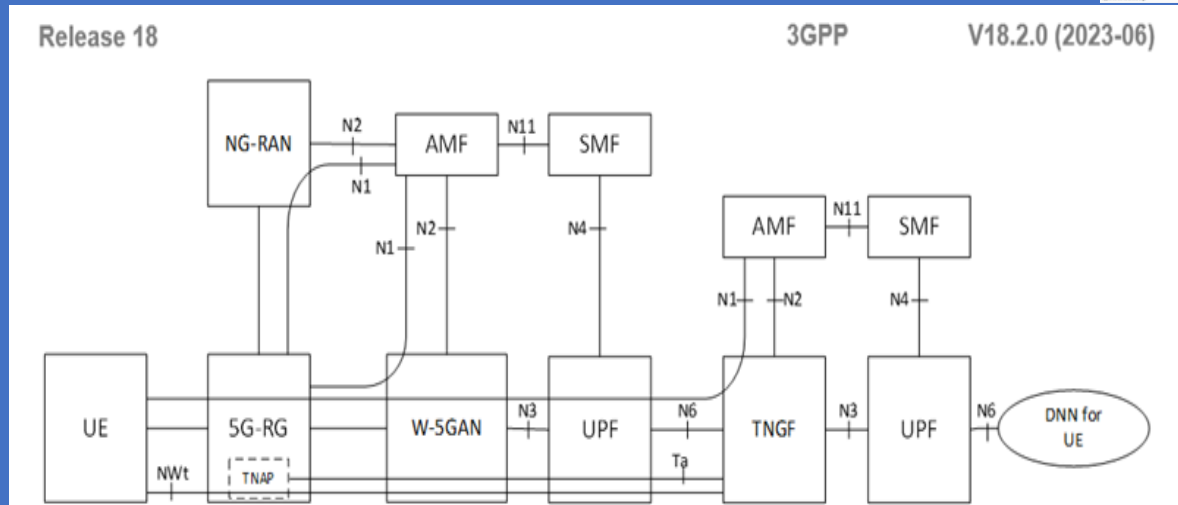 Release 18 3GPP V18.2.0 (2023-06)
NG-RAN
N2
AMF
N11
SMF
N1
N1
N2
N4
AMF
N11
SMF
N1
N2
N4
UE
5G-RG
W-5GAN
N3
UPF
N6
TNGF
N3
UPF
N6
DNN for
UE
NWt
TNAP
Ta